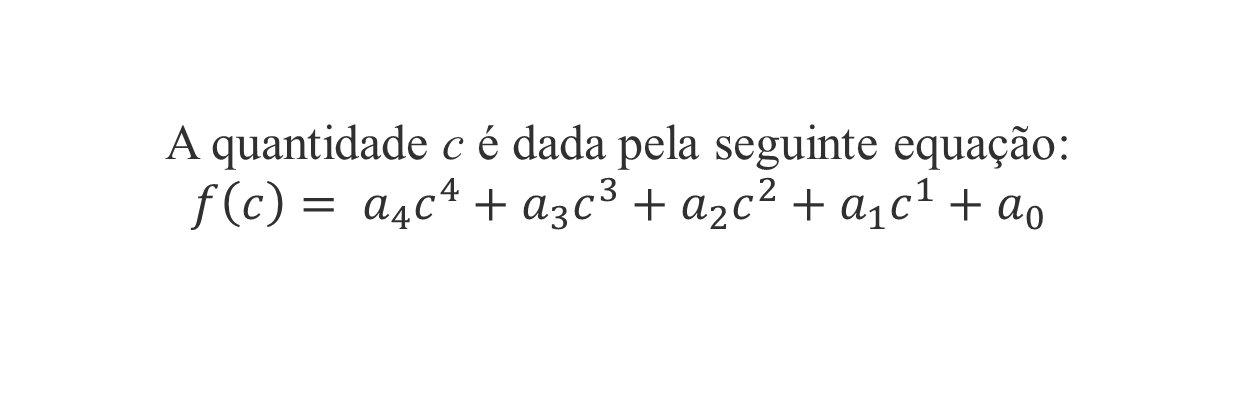 A quantidade c é dada pela seguinte equação:
f(c) = a₄c⁴ + a₃c³ + a₂c² + a₁c¹ + a₀